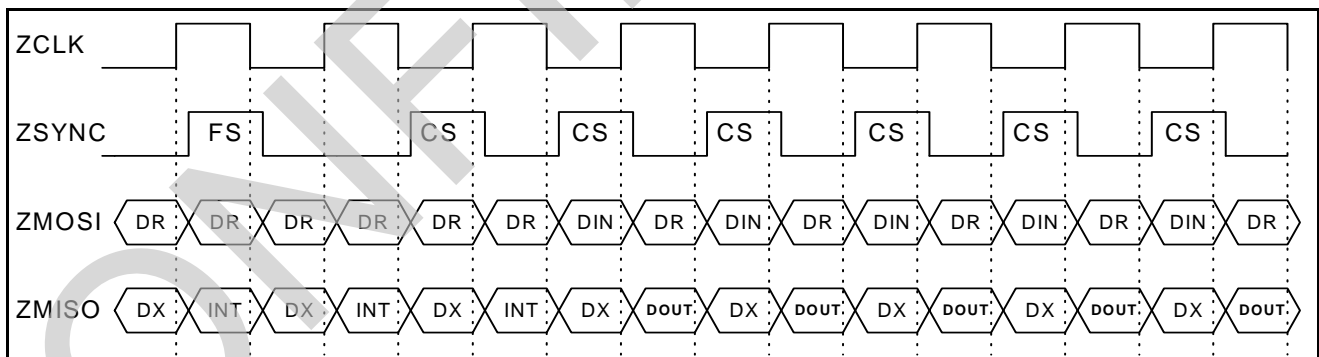 ZCLK
ZSYNC FS CS CS CS CS CS CS
ZMOSI DR DR DR DR DR DR DIN DR DIN DR DIN DR DIN DR DIN DR
ZMISO DX INT DX INT DX INT DX DOUT DX DOUT DX DOUT DX DOUT DX DOUT